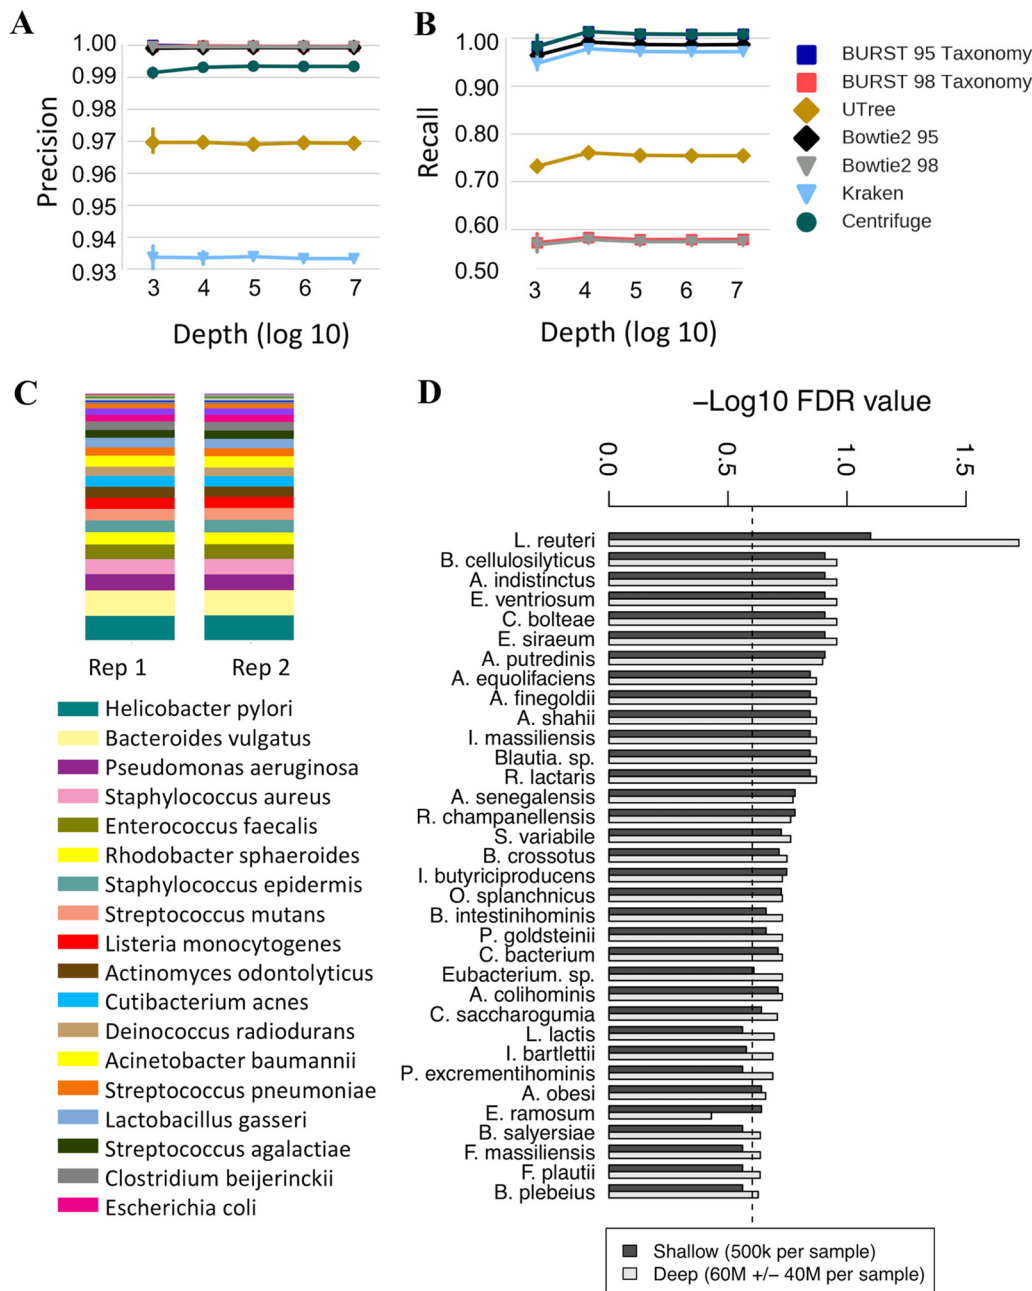 A
1.00
0.99
0.98
0.97
0.96
0.95
0.94
0.93
Precision
3 4 5 6 7
Depth (log 10)
B
1.00
0.90
0.80
0.70
0.60
0.50
Recall
3 4 5 6 7
Depth (log 10)
BURST 95 Taxonomy
BURST 98 Taxonomy
UTree
Bowtie2 95
Bowtie2 98
Kraken
Centrifuge
C
Rep 1 Rep 2
Helicobacter pylori
Bacteroides vulgatus
Pseudomonas aeruginosa
Staphylococcus aureus
Enterococcus faecalis
Rhodobacter sphaeroides
Staphylococcus epidermis
Streptococcus mutans
Listeria monocytogenes
Actinomyces odontolyticus
Cutibacterium acnes
Deinococcus radiodurans
Acinetobacter baumannii
Streptococcus pneumoniae
Lactobacillus gasseri
Streptococcus agalactiae
Clostridium beijerinckii
Escherichia coli
D
−Log10 FDR value
0.0 0.5 1.0 1.5
L. reuteri
B. cellulosilyticus
A. indistinctus
E. ventriosum
C. bolteae
E. siraeum
A. putredinis
A. equolifaciens
A. finegoldii
A. shahii
I. massiliensis
Blautia. sp.
R. lactaris
A. senegalensis
R. champanellensis
S. variabile
B. crossotus
I. butyriciproducens
O. splanchnicus
B. intestinihominis
P. goldsteinii
C. bacterium
Eubacterium. sp.
A. colihominis
C. saccharogumia
L. lactis
I. bartlettii
P. excrementihominis
A. obesi
E. ramosum
B. salyersiae
F. massiliensis
F. plautii
B. plebeius
Shallow (500k per sample)
Deep (60M +/− 40M per sample)